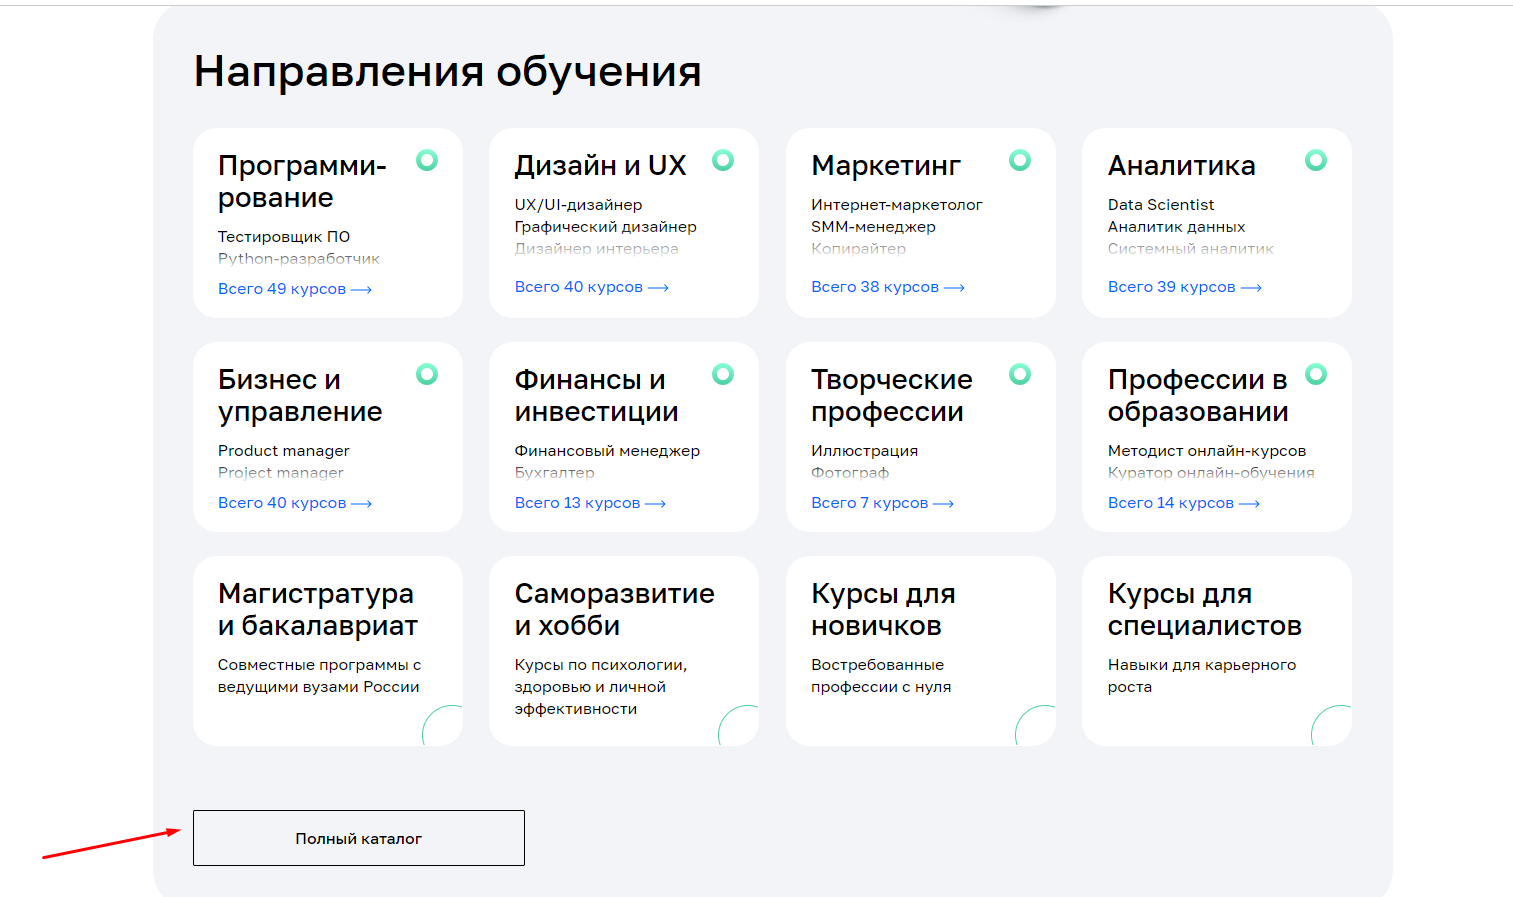 Направления обучения
Программи-
рование
Тестировщик ПО
Python-разработчик
Всего 49 курсов
Дизайн и UX
UX/UI-дизайнер
Графический дизайнер
Дизайнер интерьера
Всего 40 курсов
Маркетинг
Интернет-маркетолог
SMM-менеджер
Копирайтер
Всего 38 курсов
Аналитика
Data Scientist
Аналитик данных
Системный аналитик
Всего 39 курсов
Бизнес и
управление
Product manager
Project manager
Всего 40 курсов
Финансы и
инвестиции
Финансовый менеджер
Бухгалтер
Всего 13 курсов
Творческие
профессии
Иллюстрация
Фотограф
Всего 7 курсов
Профессии в
образовании
Методист онлайн-курсов
Куратор онлайн-обучения
Всего 14 курсов
Магистратура
и бакалавриат
Совместные программы с
ведущими вузами России
Саморазвитие
и хобби
Курсы по психологии,
здоровью и личной
эффективности
Курсы для
новичков
Востребованные
профессии с нуля
Курсы для
специалистов
Навыки для карьерного
роста
Полный каталог